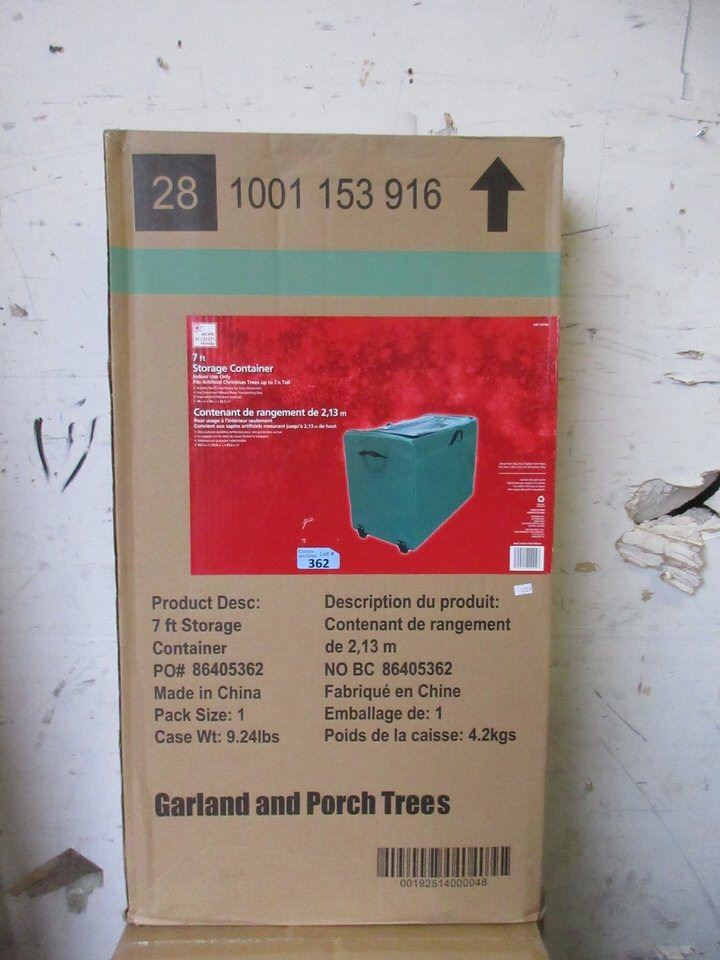 28 1001 153 916
HOME
ACCENTS
Holiday
7 ft
Storage Container
Indoor Use Only
Fits Artificial Christmas Trees up to 7 ft Tall
Contenant de rangement de 2,13 m
Pour usage à l'intérieur seulement
Convient aux sapins artificiels mesurant jusqu'à 2,13 m de haut
Lot #
362
Product Desc:
7 ft Storage
Container
PO# 86405362
Made in China
Pack Size: 1
Case Wt: 9.24lbs
Description du produit:
Contenant de rangement
de 2,13 m
NO BC 86405362
Fabriqué en Chine
Emballage de: 1
Poids de la caisse: 4.2kgs
Garland and Porch Trees
00192514000048